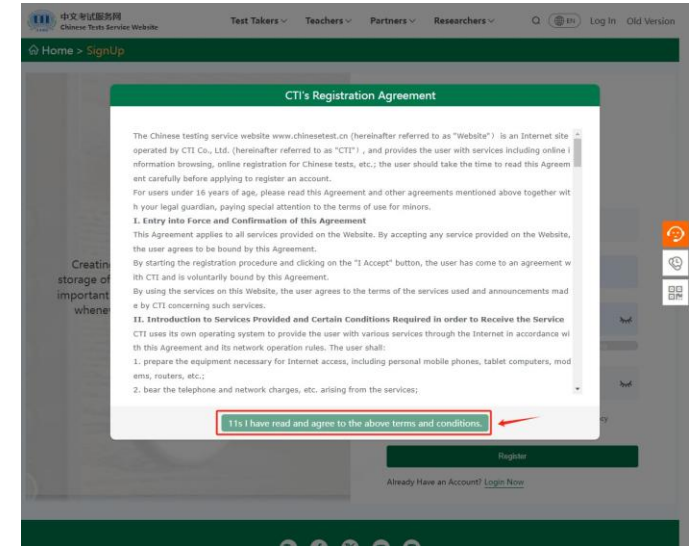 中文考试服务网
Chinese Tests Service Website
Test Takers Teachers Partners Researchers EN Log In Old Version
Home > SignUp
CTI's Registration Agreement
The Chinese testing service website www.chinesetest.cn (hereinafter referred to as "Website") is an Internet site
operated by CTI Co., Ltd. (hereinafter referred to as "CTI"), and provides the user with services including online i
nformation browsing, online registration for Chinese tests, etc.; the user should take the time to read this Agreem
ent carefully before applying to register an account.
For users under 16 years of age, please read this Agreement and other agreements mentioned above together wit
h your legal guardian, paying special attention to the terms of use for minors.
I. Entry into Force and Confirmation of this Agreement
This Agreement applies to all services provided on the Website. By accepting any service provided on the Website,
the user agrees to be bound by this Agreement.
By starting the registration procedure and clicking on the "I Accept" button, the user has come to an agreement w
ith CTI and is voluntarily bound by this Agreement.
By using the services on this Website, the user agrees to the terms of the services used and announcements mad
e by CTI concerning such services.
II. Introduction to Services Provided and Certain Conditions Required in order to Receive the Service
CTI uses its own operating system to provide the user with various services through the Internet in accordance wi
th this Agreement and its network operation rules. The user shall:
1. prepare the equipment necessary for Internet access, including personal mobile phones, tablet computers, mod
ems, routers, etc.;
2. bear the telephone and network charges, etc. arising from the services;
11s I have read and agree to the above terms and conditions.
Creatin
storage of
important
whene
cy
Register
Already Have an Account? Login Now